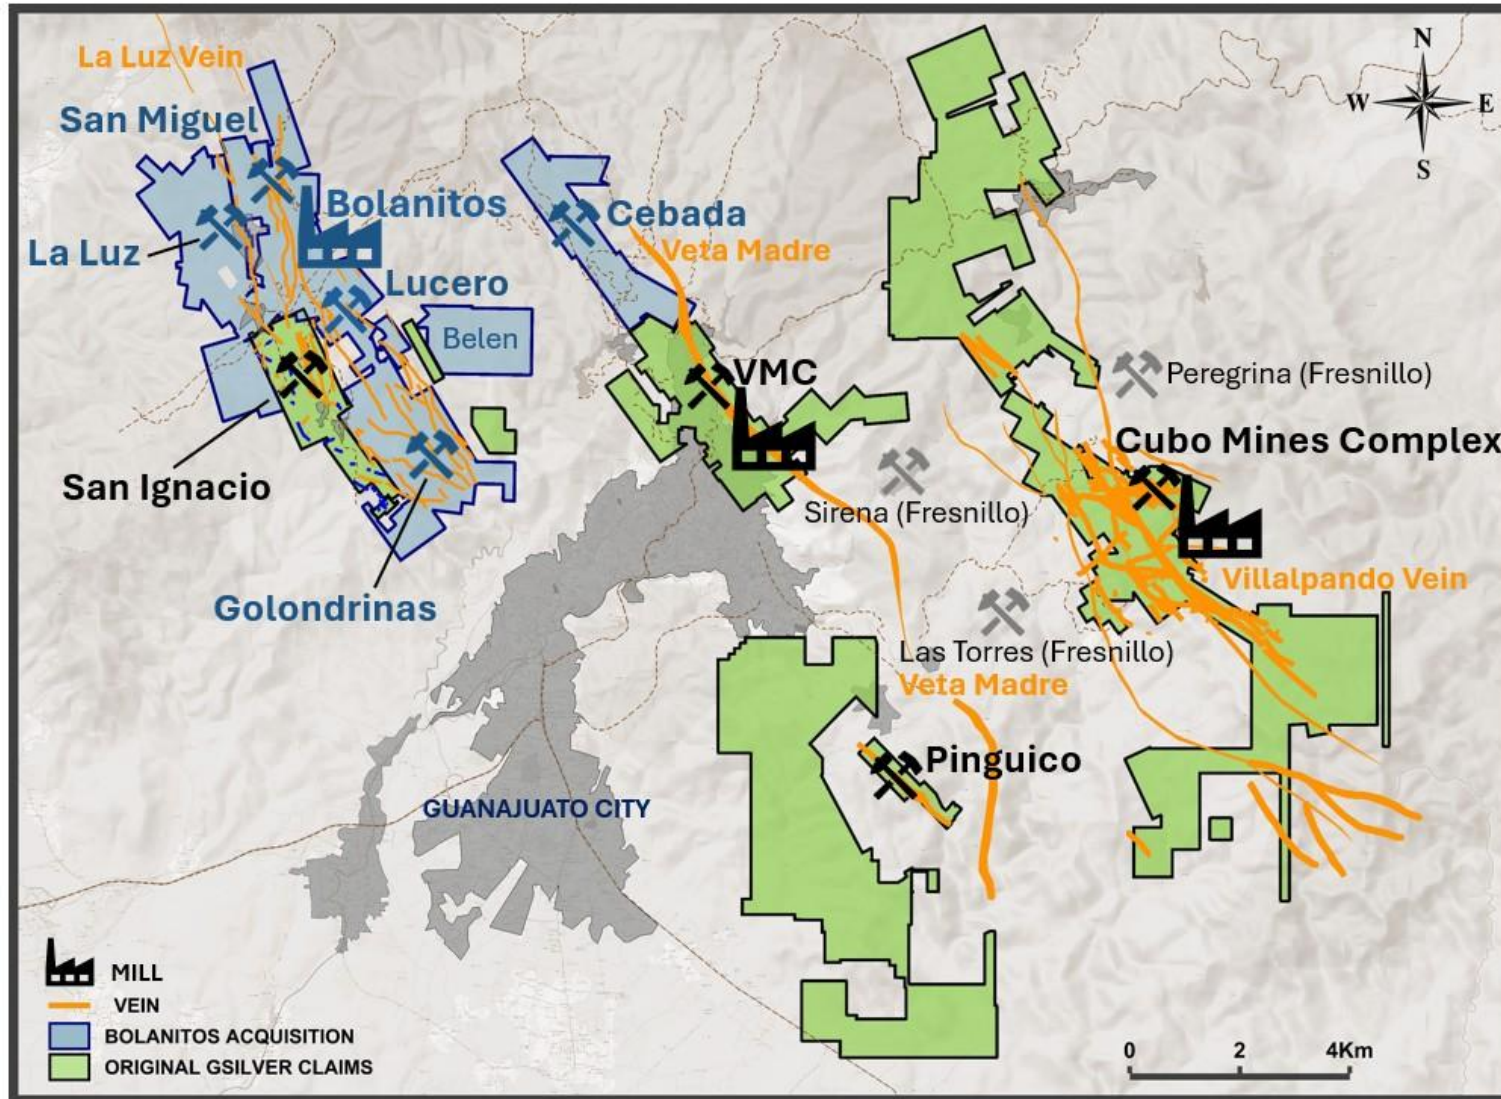 La Luz Vein
San Miguel
Bolanitos
La Luz
Lucero
Belen
San Ignacio
Golondrinas
Cebada
Veta Madre
VMC
Sirena (Fresnillo)
N
W
E
S
Peregrina (Fresnillo)
Cubo Mines Complex
Villalpando Vein
Las Torres (Fresnillo)
Veta Madre
Pinguico
GUANAJUATO CITY
MILL
VEIN
BOLANITOS ACQUISITION
ORIGINAL GSILVER CLAIMS
0 2 4Km